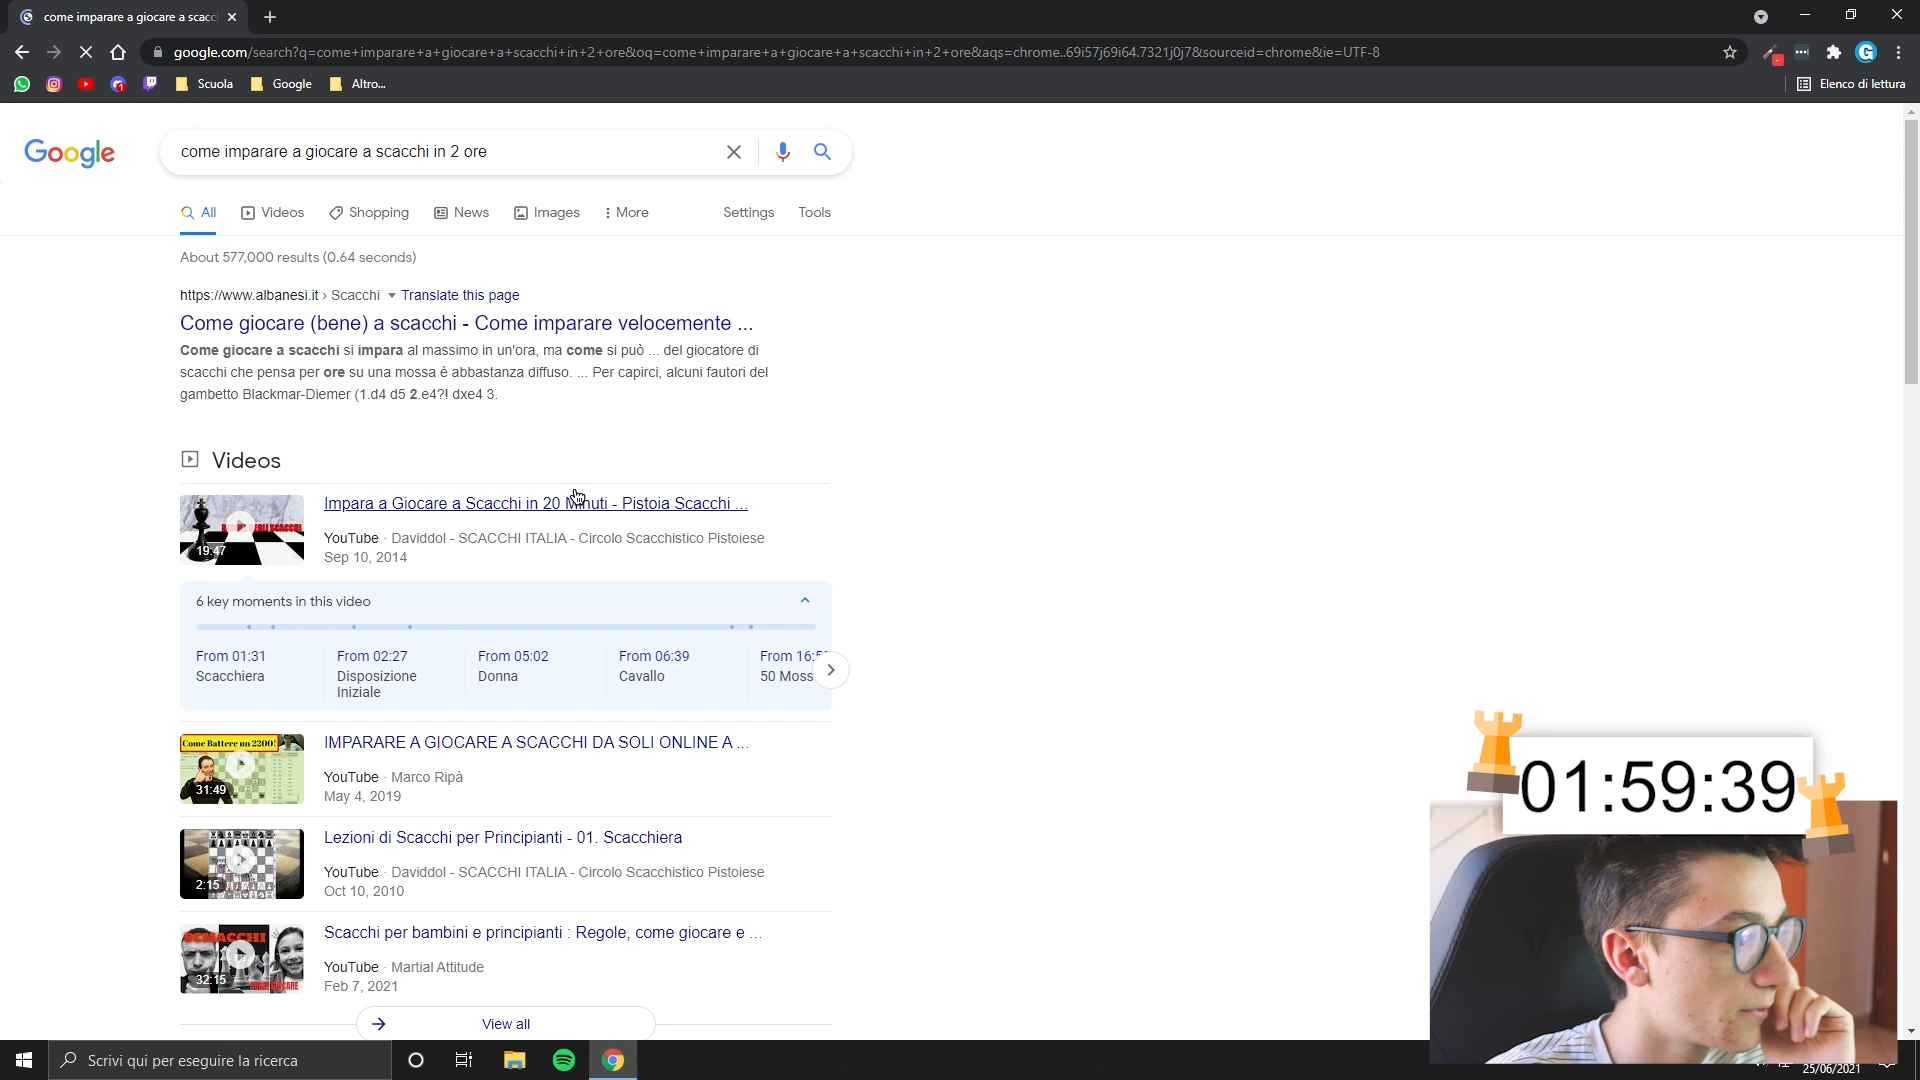 come imparare a giocare a scacc
google.com/search?q=come+imparare+a+giocare+a+scacchi+in+2+ore&oq=come+imparare+a+giocare+a+scacchi+in+2+ore&aqs=chrome..69i57j69i64.7321j0j7&sourceid=chrome&ie=UTF-8
Scuola
Google
Altro...
Elenco di lettura
Google
come imparare a giocare a scacchi in 2 ore
All
Videos
Shopping
News
Images
More
Settings
Tools
About 577,000 results (0.64 seconds)
https://www.albanesi.it › Scacchi Translate this page
Come giocare (bene) a scacchi - Come imparare velocemente ...
Come giocare a scacchi si impara al massimo in un'ora, ma come si può ... del giocatore di
scacchi che pensa per ore su una mossa è abbastanza diffuso. ... Per capirci, alcuni fautori del
gambetto Blackmar-Diemer (1.d4 d5 2.e4?! dxe4 3.
Videos
Impara a Giocare a Scacchi in 20 Minuti - Pistoia Scacchi ...
19:47
YouTube · Daviddol - SCACCHI ITALIA - Circolo Scacchistico Pistoiese
Sep 10, 2014
6 key moments in this video
From 01:31
Scacchiera
From 02:27
Disposizione
Iniziale
From 05:02
Donna
From 06:39
Cavallo
From 16:5
50 Moss
Come Battere un 2200!
31:49
IMPARARE A GIOCARE A SCACCHI DA SOLI ONLINE A ...
YouTube · Marco Ripà
May 4, 2019
2:15
Lezioni di Scacchi per Principianti - 01. Scacchiera
YouTube · Daviddol - SCACCHI ITALIA - Circolo Scacchistico Pistoiese
Oct 10, 2010
32:15
Scacchi per bambini e principianti : Regole, come giocare e ...
YouTube · Martial Attitude
Feb 7, 2021
View all
01:59:39
Scrivi qui per eseguire la ricerca
25/06/2021